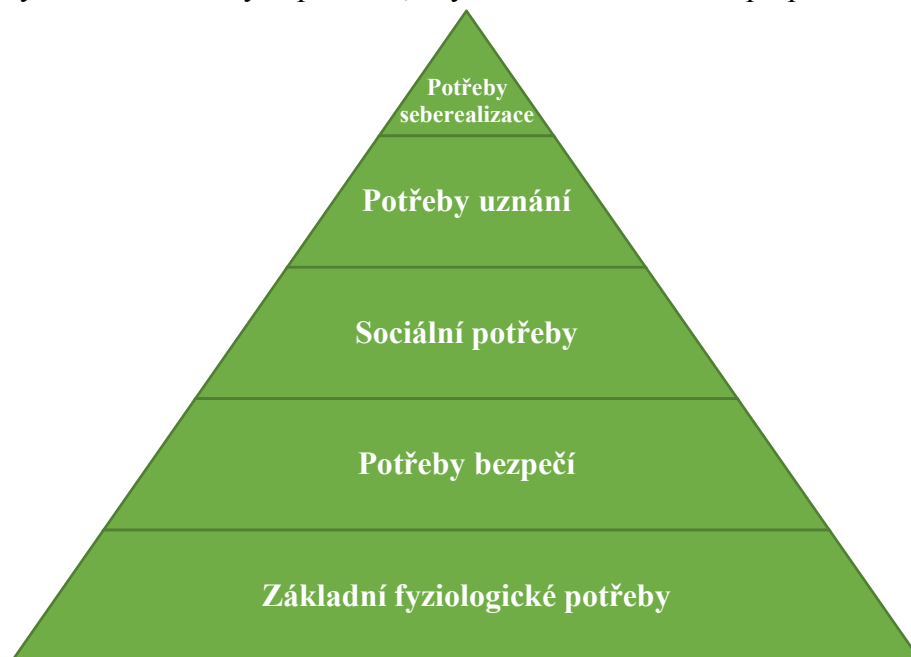 Potřeby
seberealizace
Potřeby uznání
Sociální potřeby
Potřeby bezpečí
Základní fyziologické potřeby